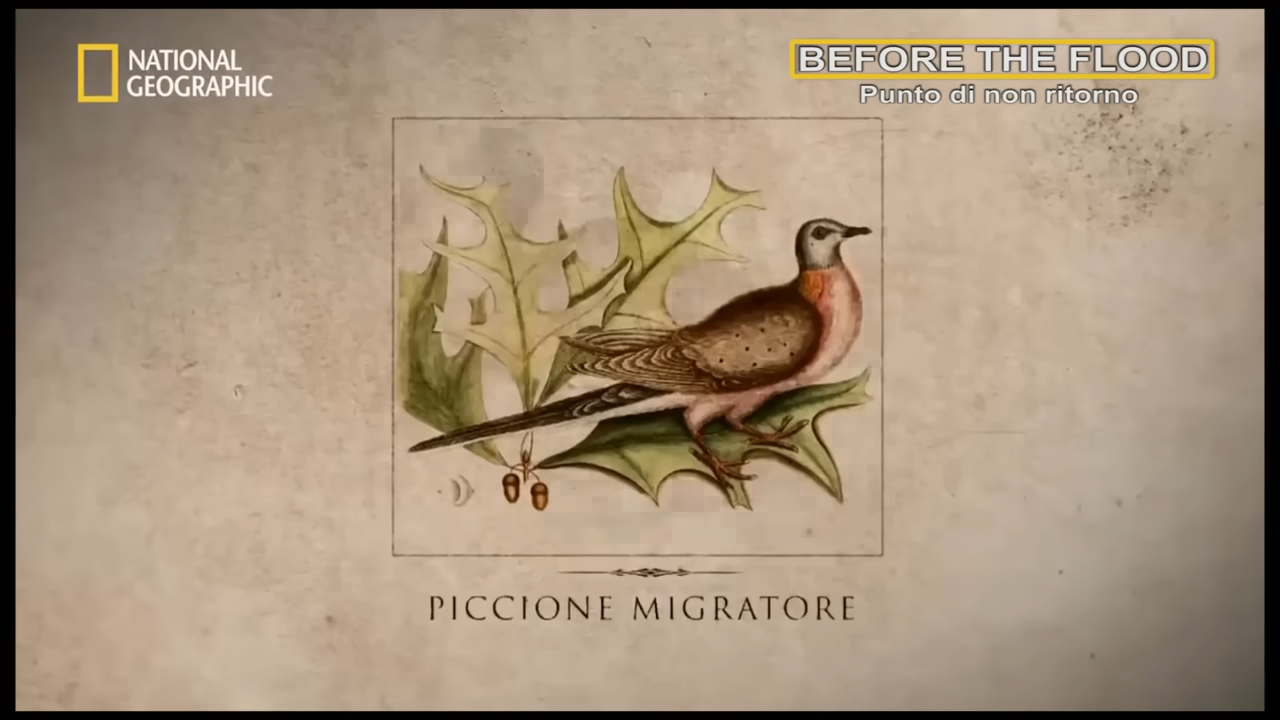 NATIONAL
GEOGRAPHIC
BEFORE THE FLOOD
Punto di non ritorno
PICCIONE MIGRATORE